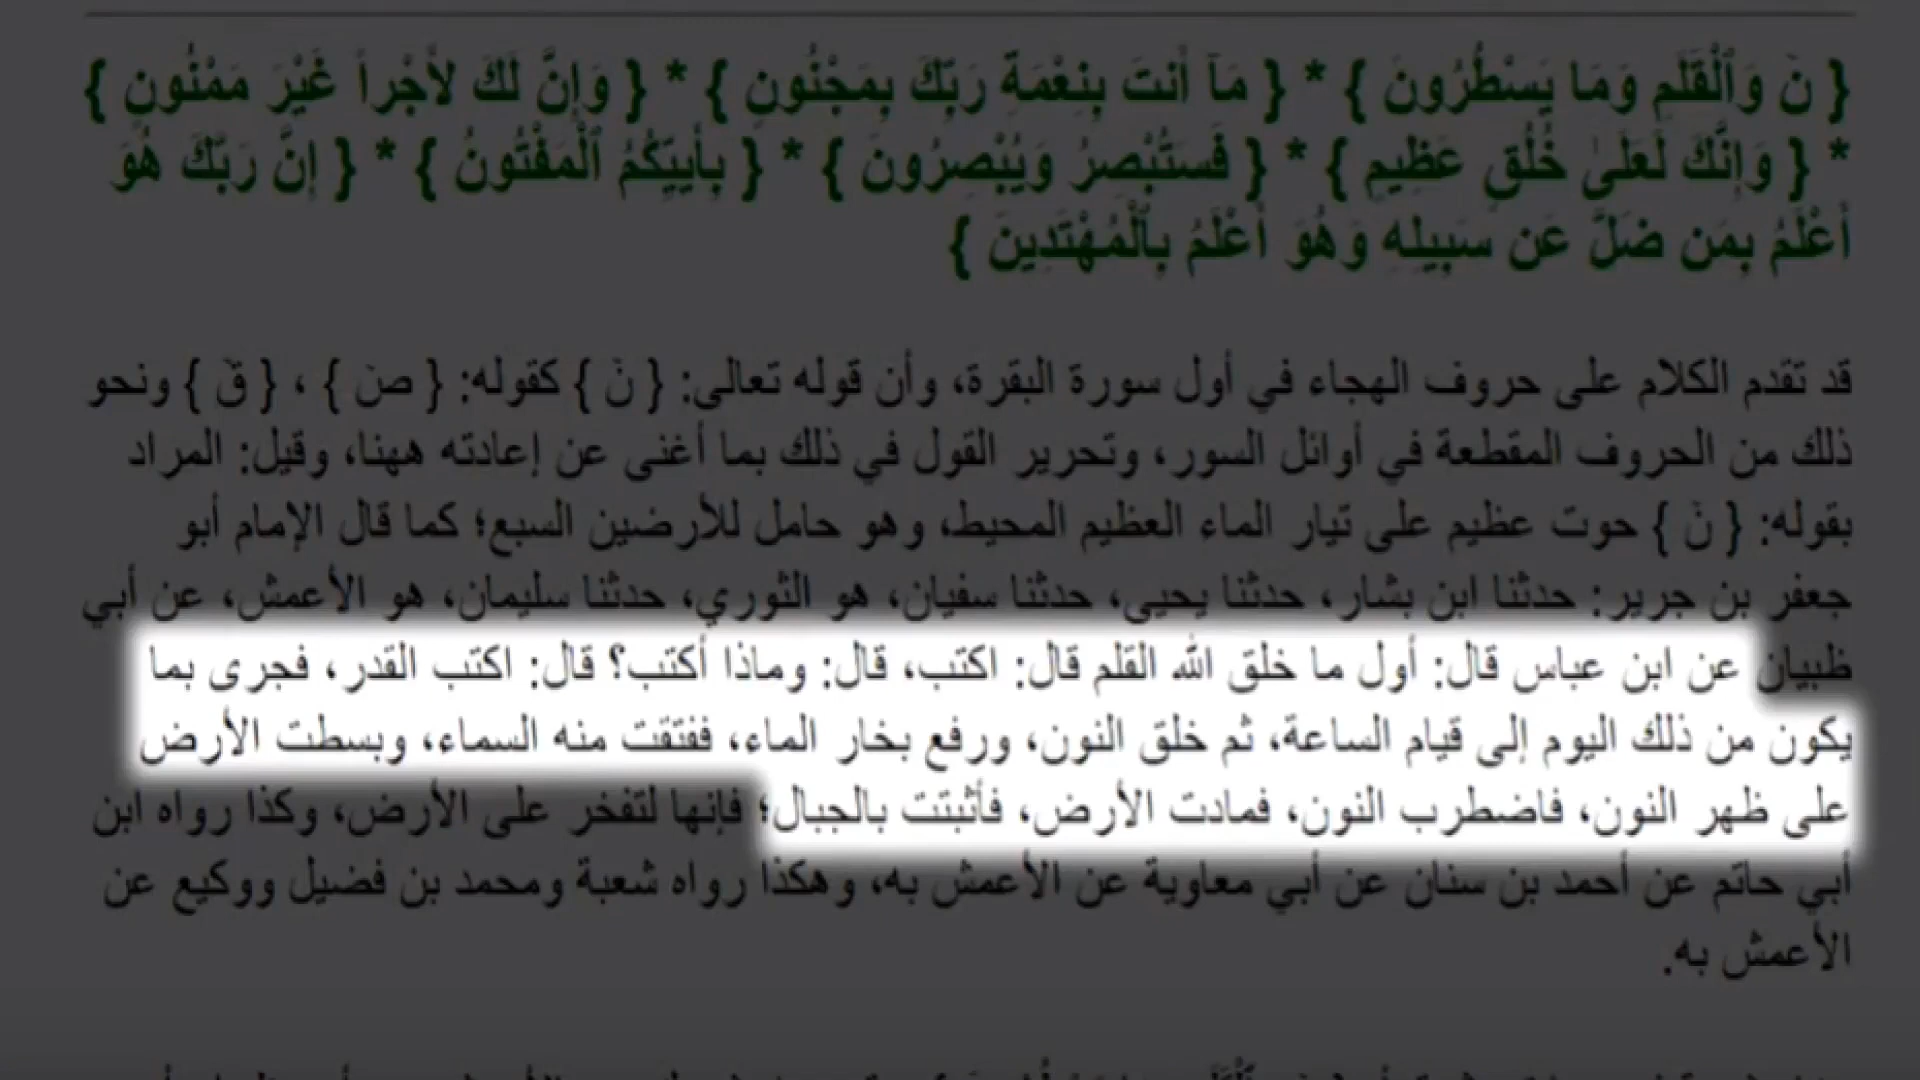 { نۤ وَٱلْقَلَمِ وَمَا يَسْطُرُونَ } * { مَآ أَنتَ بِنِعْمَةِ رَبِّكَ بِمَجْنُونٍ } * { وَإِنَّ لَكَ لأَجْراً غَيْرَ مَمْنُونٍ }
* { وَإِنَّكَ لَعَلَىٰ خُلُقٍ عَظِيمٍ } * { فَسَتُبْصِرُ وَيُبْصِرُونَ } * { بِأَييِّكُمُ ٱلْمَفْتُونُ } * { إِنَّ رَبَّكَ هُوَ
أَعْلَمُ بِمَن ضَلَّ عَن سَبِيلِهِ وَهُوَ أَعْلَمُ بِٱلْمُهْتَدِينَ }
قد تقدم الكلام على حروف الهجاء في أول سورة البقرة، وأن قوله تعالى: { نۤ } كقوله: { صۤ } ، { قۤ } ونحو
ذلك من الحروف المقطعة في أوائل السور، وتحرير القول في ذلك بما أغنى عن إعادته ههنا، وقيل: المراد
بقوله: { نۤ } حوت عظيم على تيار الماء العظيم المحيط، وهو حامل للأرضين السبع؛ كما قال الإمام أبو
جعفر بن جرير: حدثنا ابن بشار، حدثنا يحيى، حدثنا سفيان، هو الثوري، حدثنا سليمان، هو الأعمش، عن أبي
ظبيان عن ابن عباس قال: أول ما خلق الله القلم قال: اكتب، قال: وماذا أكتب؟ قال: اكتب القدر، فجرى بما
يكون من ذلك اليوم إلى قيام الساعة، ثم خلق النون، ورفع بخار الماء، ففتقت منه السماء، وبسطت الأرض
على ظهر النون، فاضطرب النون، فمادت الأرض، فأثبتت بالجبال؛ فإنها لتفخر على الأرض، وكذا رواه ابن
أبي حاتم عن أحمد بن سنان عن أبي معاوية عن الأعمش به، وهكذا رواه شعبة ومحمد بن فضيل ووكيع عن
الأعمش به.